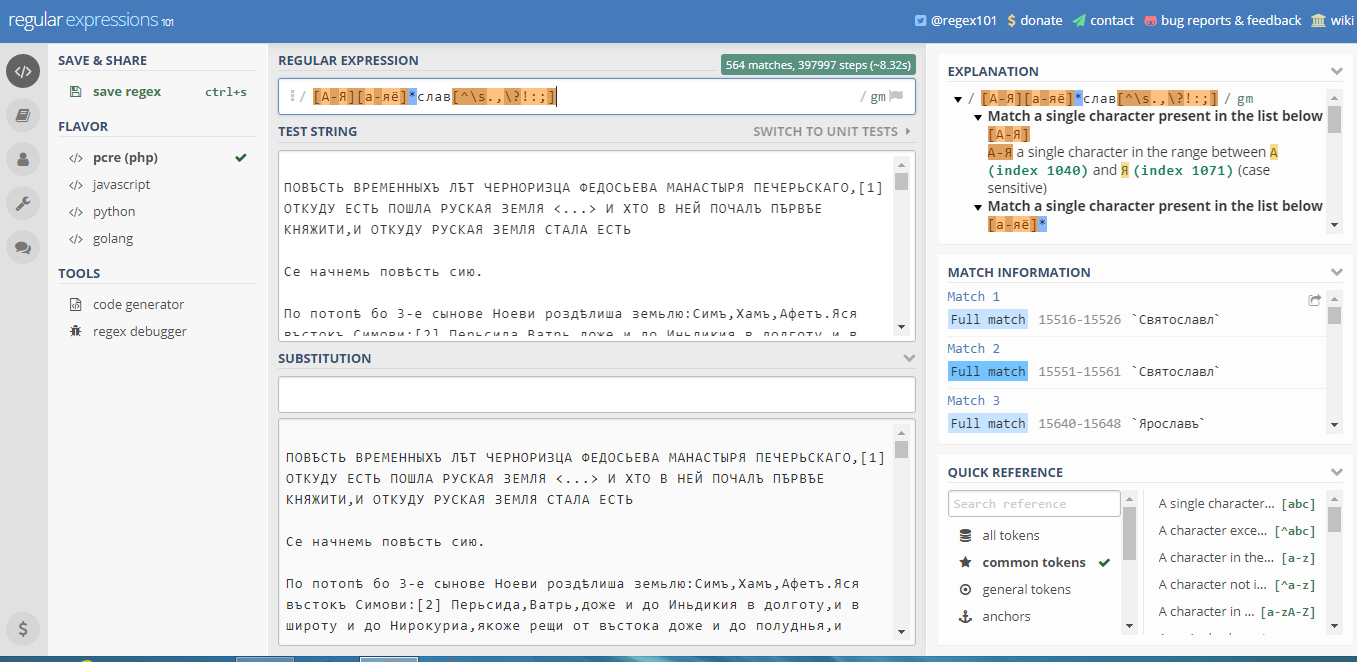 regular expressions 101
@regex101 donate contact bug reports & feedback wiki
SAVE & SHARE
save regex ctrl+s
FLAVOR
pcre (php)
javascript
python
golang
TOOLS
code generator
regex debugger
$
REGULAR EXPRESSION
564 matches, 397997 steps (~8.32s)
/ [А-Я][а-яё]*слав[^\s.,\?!:;] / gm
TEST STRING SWITCH TO UNIT TESTS
ПОВѢСТЬ ВРЕМЕННЫХЪ ЛѢТ ЧЕРНОРИЗЦА ФЕДОСЬЕВА МАНАСТЫРЯ ПЕЧЕРЬСКАГО,[1]
ОТКУДУ ЕСТЬ ПОШЛА РУСКАЯ ЗЕМЛЯ <...> И ХТО В НЕЙ ПОЧАЛЪ ПѢРВѢЕ
КНЯЖИТИ,И ОТКУДУ РУСКАЯ ЗЕМЛЯ СТАЛА ЕСТЬ
Се начнемь повѣсть сию.
По потопѣ бо 3-е сынове Ноеви роздѣлиша земьлю:Симъ,Хамъ,Афетъ.Яся
въстокъ Симови:[2] Перьсида,Ватрь,доже и до Иньдикия в долготу,и в
SUBSTITUTION
ПОВѢСТЬ ВРЕМЕННЫХЪ ЛѢТ ЧЕРНОРИЗЦА ФЕДОСЬЕВА МАНАСТЫРЯ ПЕЧЕРЬСКАГО,[1]
ОТКУДУ ЕСТЬ ПОШЛА РУСКАЯ ЗЕМЛЯ <...> И ХТО В НЕЙ ПОЧАЛЪ ПѢРВѢЕ
КНЯЖИТИ,И ОТКУДУ РУСКАЯ ЗЕМЛЯ СТАЛА ЕСТЬ
Се начнемь повѣсть сию.
По потопѣ бо 3-е сынове Ноеви роздѣлиша земьлю:Симъ,Хамъ,Афетъ.Яся
въстокъ Симови:[2] Перьсида,Ватрь,доже и до Иньдикия в долготу,и в
широту и до Нирокуриа,якоже рещи от въстока доже и до полуднья,и
EXPLANATION
/ [А-Я][а-яё]*слав[^\s.,\?!:;] / gm
Match a single character present in the list below
[А-Я]
А-Я a single character in the range between А
(index 1040) and Я (index 1071) (case
sensitive)
Match a single character present in the list below
[а-яё]*
MATCH INFORMATION
Match 1
Full match 15516-15526 `Святославл`
Match 2
Full match 15551-15561 `Святославл`
Match 3
Full match 15640-15648 `Ярославъ`
QUICK REFERENCE
Search reference
all tokens
common tokens
general tokens
anchors
A single character... [abc]
A character exce... [^abc]
A character in the... [a-z]
A character not i... [^a-z]
A character in ... [a-zA-Z]